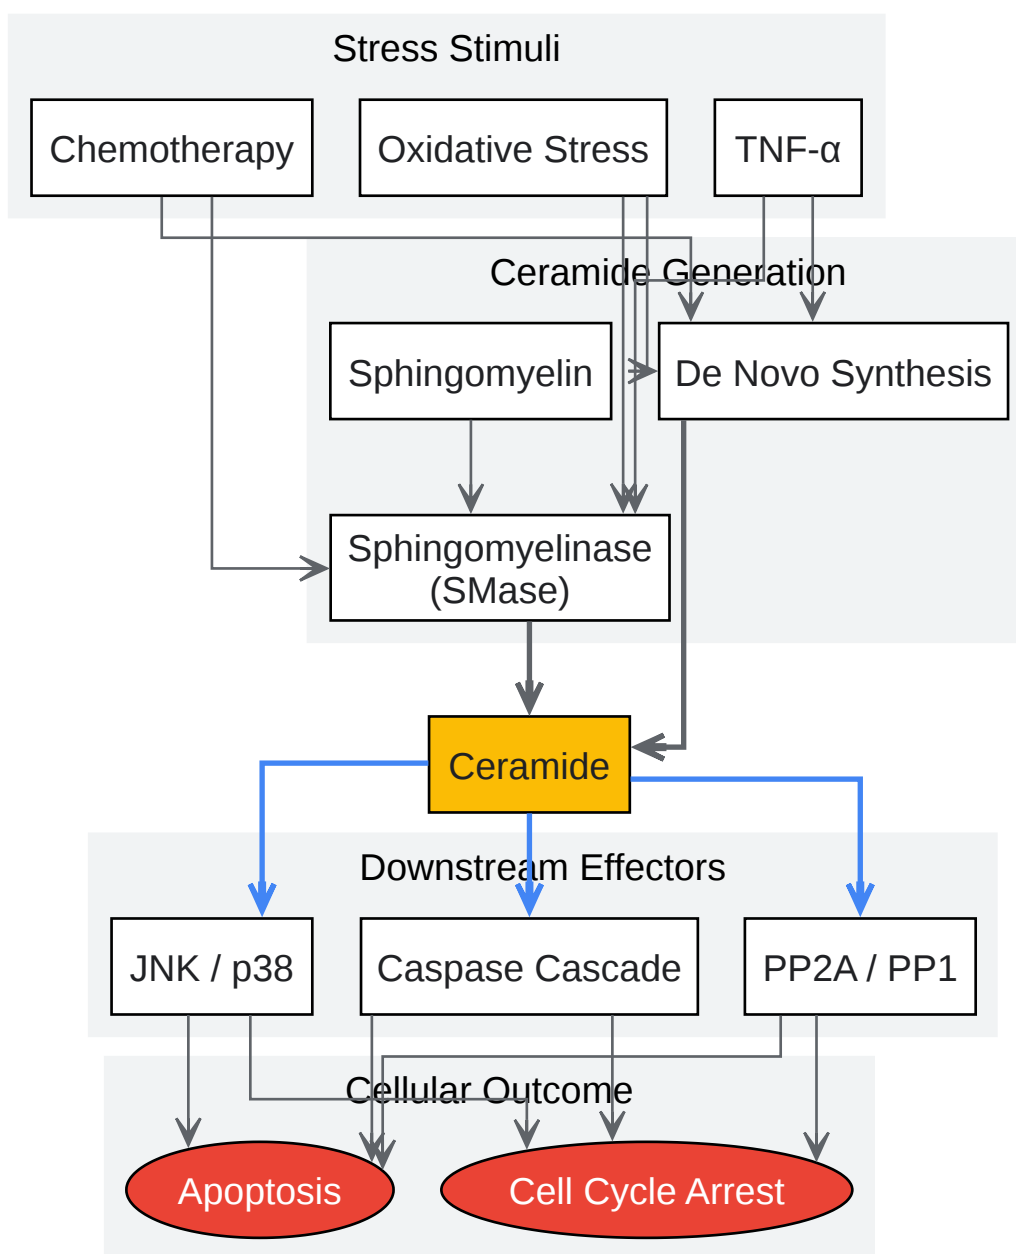 Stress Stimuli
Chemotherapy
Oxidative Stress
TNF-α
Ceramide Generation
Sphingomyelin
De Novo Synthesis
Sphingomyelinase
(SMase)
Ceramide
Downstream Effectors
JNK / p38
Caspase Cascade
PP2A / PP1
Cellular Outcome
Apoptosis
Cell Cycle Arrest